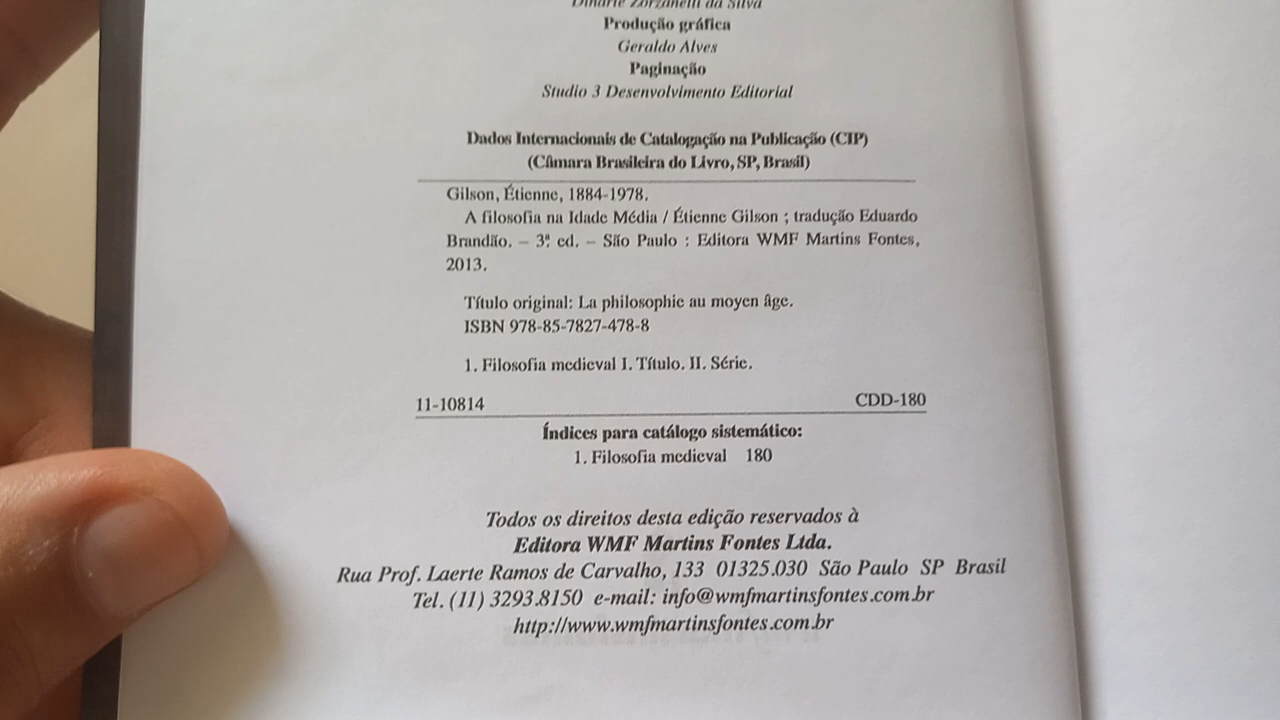 Dinarte Zorzanelli da Silva
Produção gráfica
Geraldo Alves
Paginação
Studio 3 Desenvolvimento Editorial
Dados Internacionais de Catalogação na Publicação (CIP)
(Câmara Brasileira do Livro, SP, Brasil)
Gilson, Étienne, 1884-1978.
A filosofia na Idade Média / Étienne Gilson ; tradução Eduardo
Brandão. – 3ª ed. – São Paulo : Editora WMF Martins Fontes,
2013.
Título original: La philosophie au moyen âge.
ISBN 978-85-7827-478-8
1. Filosofia medieval I. Título. II. Série.
11-10814 CDD-180
Índices para catálogo sistemático:
1. Filosofia medieval 180
Todos os direitos desta edição reservados à
Editora WMF Martins Fontes Ltda.
Rua Prof. Laerte Ramos de Carvalho, 133 01325.030 São Paulo SP Brasil
Tel. (11) 3293.8150 e-mail: info@wmfmartinsfontes.com.br
http://www.wmfmartinsfontes.com.br